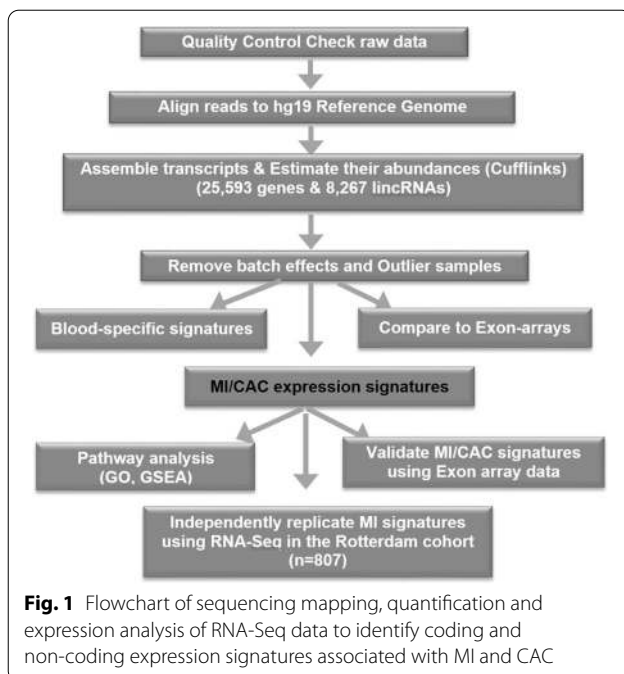 Quality Control Check raw data
Align reads to hg19 Reference Genome
Assemble transcripts & Estimate their abundances (Cufflinks)
(25,593 genes & 8,267 lincRNAs)
Remove batch effects and Outlier samples
Blood-specific signatures
Compare to Exon-arrays
MI/CAC expression signatures
Pathway analysis
(GO, GSEA)
Validate MI/CAC signatures
using Exon array data
Independently replicate MI signatures
using RNA-Seq in the Rotterdam cohort
(n=807)
Fig. 1 Flowchart of sequencing mapping, quantification and
expression analysis of RNA-Seq data to identify coding and
non-coding expression signatures associated with MI and CAC